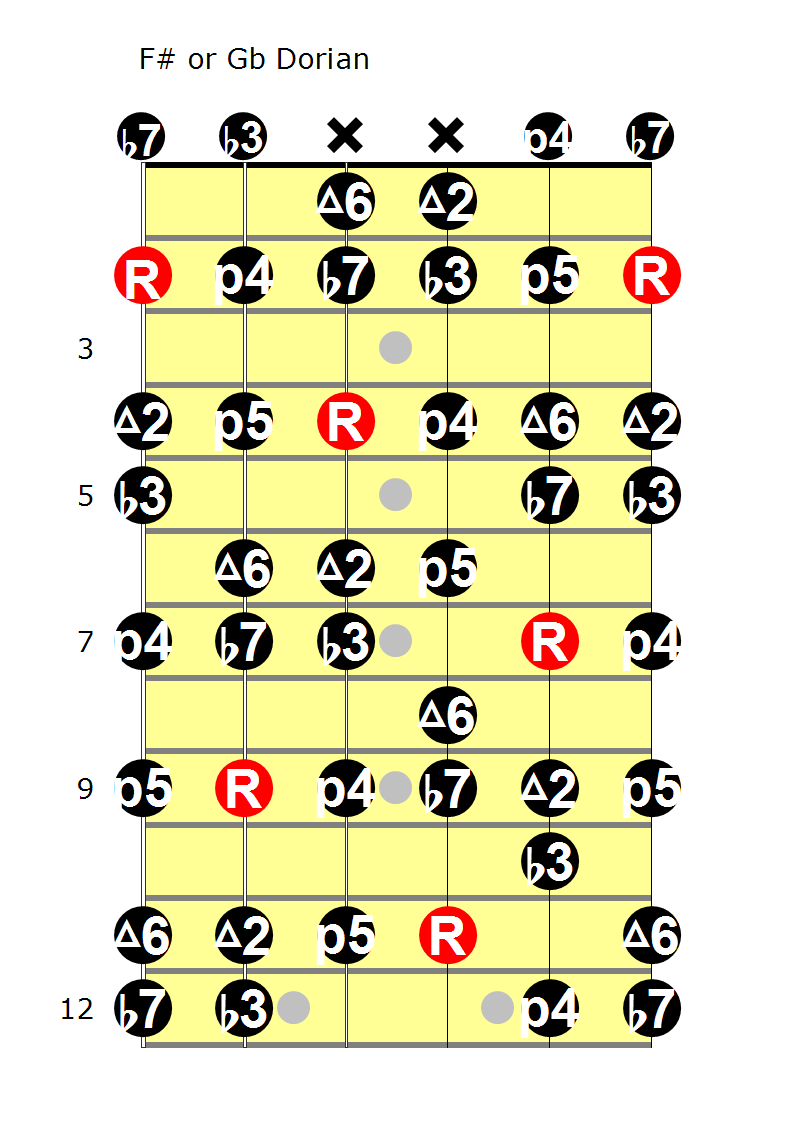 F# or Gb Dorian
♭7 ♭3 × × p4 ♭7
Δ6 Δ2
R p4 ♭7 ♭3 p5 R
3
Δ2 p5 R p4 Δ6 Δ2
5 ♭3 ♭7 ♭3
Δ6 Δ2 p5
7 p4 ♭7 ♭3 R p4
Δ6
9 p5 R p4 ♭7 Δ2 p5
♭3
Δ6 Δ2 p5 R Δ6
12 ♭7 ♭3 p4 ♭7